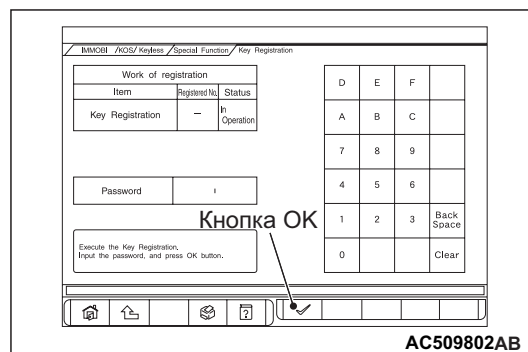 IMMOBI /KOS/ Keyless /Special Function/ Key Registration
Work of registration
Item Registered No. Status
Key Registration – In Operation
Password
Execute the Key Registration.
Input the password, and press OK button.
Кнопка OK
D E F
A B C
7 8 9
4 5 6
1 2 3 Back Space
0 Clear
?
AC509802AB